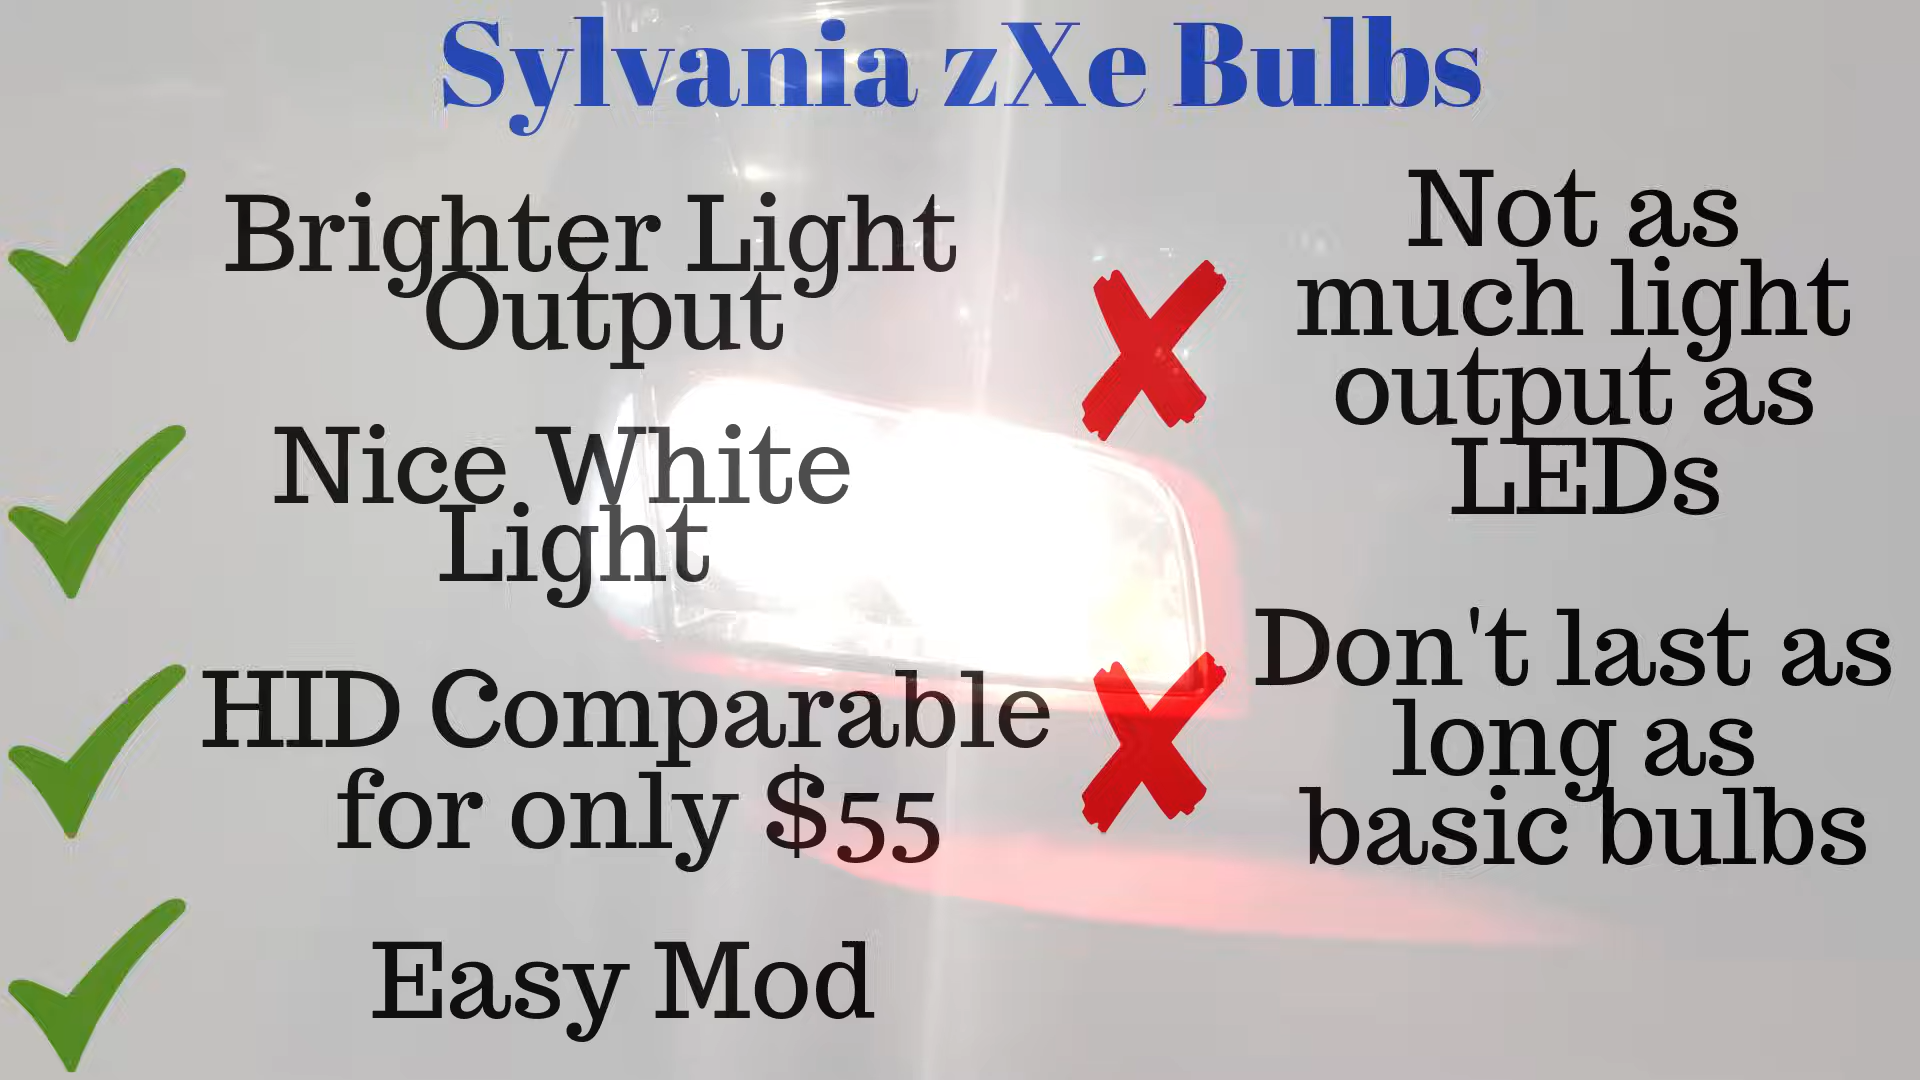 Sylvania zXe Bulbs
Brighter Light
Output
Nice White
Light
HID Comparable
for only $55
Easy Mod
Not as
much light
output as
LEDs
Don't last as
long as
basic bulbs